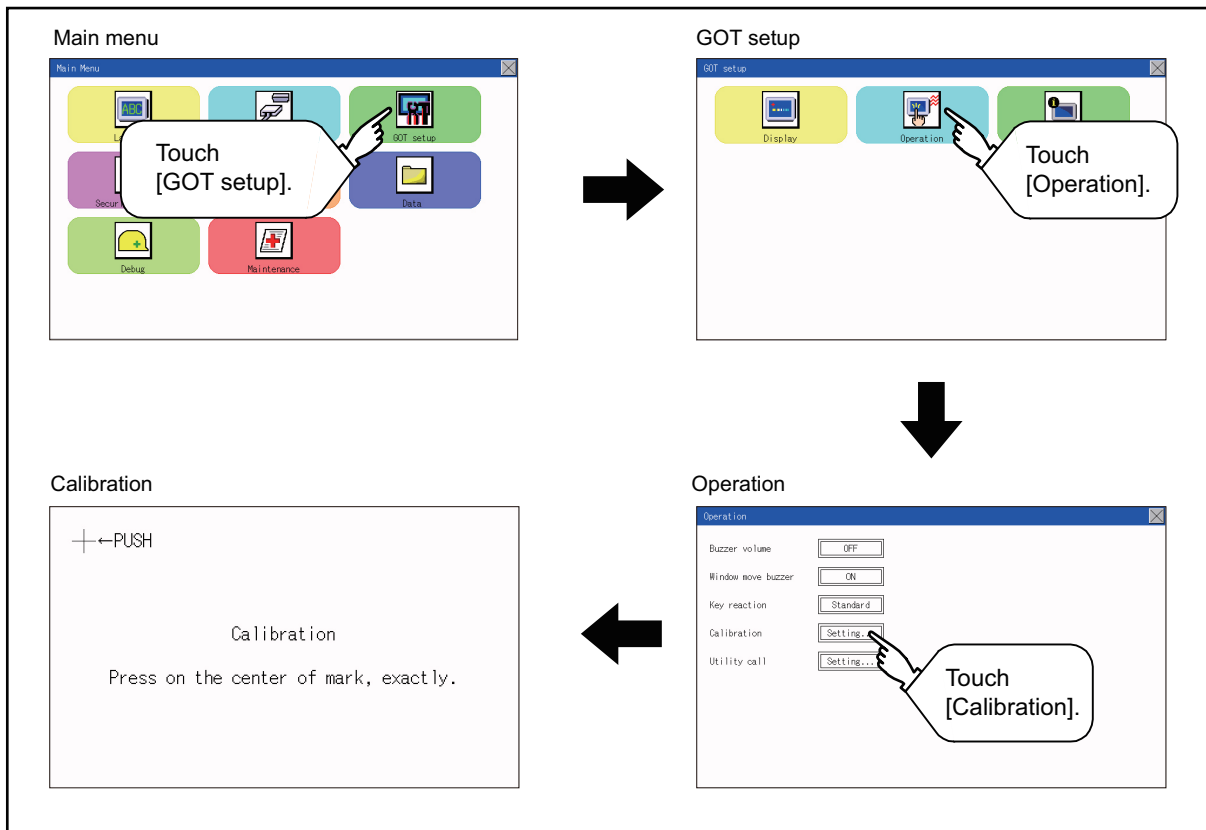 Main menu
Main Menu
ABC
GOT setup
Touch
[GOT setup].
Data
Debug
Maintenance
GOT setup
GOT setup
Display
Operation
Touch
[Operation].
Operation
Operation
Buzzer volume OFF
Window move buzzer ON
Key reaction Standard
Calibration Setting...
Utility call Setting...
Touch
[Calibration].
Calibration
←PUSH
Calibration
Press on the center of mark, exactly.